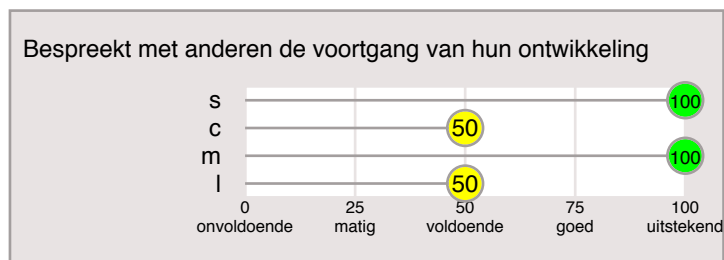 Bespreekt met anderen de voortgang van hun ontwikkeling
s 100
c 50
m 100
l 50
0 25 50 75 100
onvoldoende matig voldoende goed uitstekend